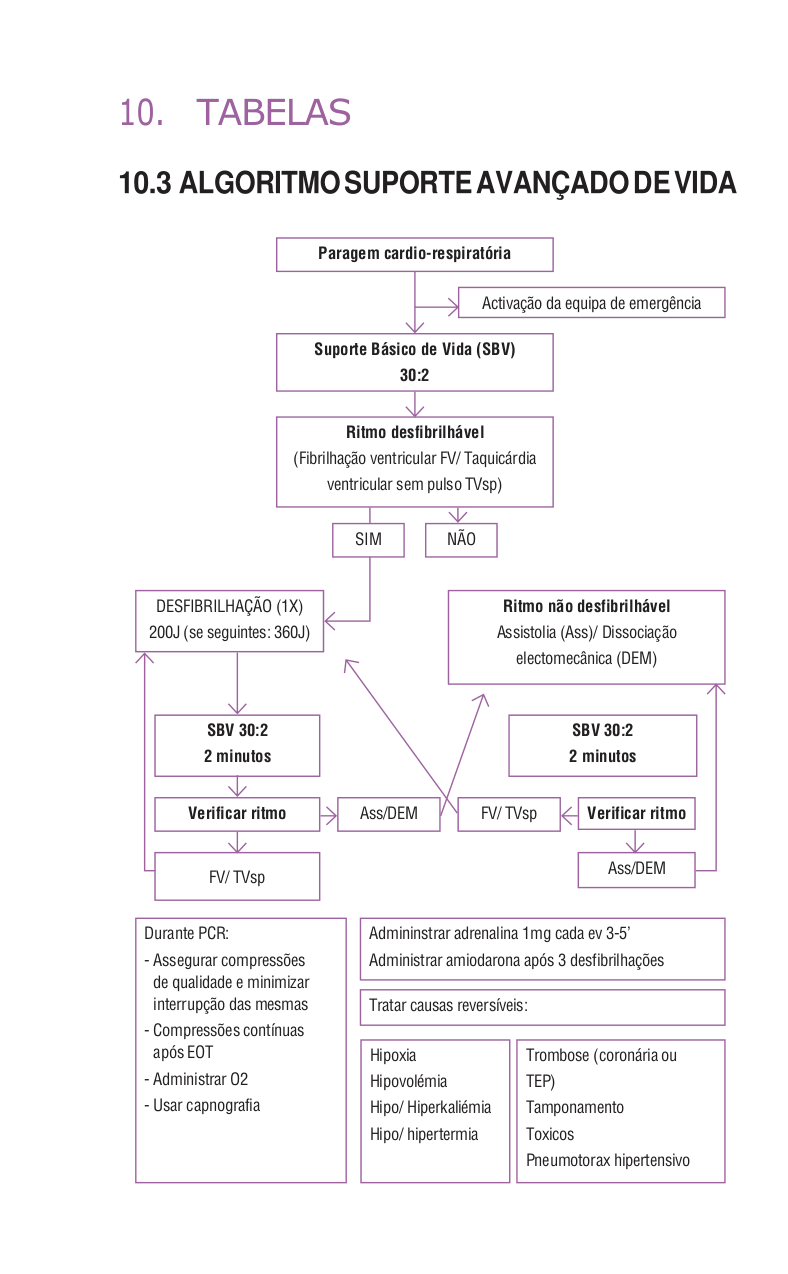 10. TABELAS
10.3 ALGORITMO SUPORTE AVANÇADO DE VIDA
Paragem cardio-respiratória
Activação da equipa de emergência
Suporte Básico de Vida (SBV)
30:2
Ritmo desfibrilhável
(Fibrilhação ventricular FV/ Taquicárdia
ventricular sem pulso TVsp)
SIM
NÃO
DESFIBRILHAÇÃO (1X)
200J (se seguintes: 360J)
Ritmo não desfibrilhável
Assistolia (Ass)/ Dissociação
electomecânica (DEM)
SBV 30:2
2 minutos
SBV 30:2
2 minutos
Verificar ritmo
Ass/DEM
FV/ TVsp
Verificar ritmo
FV/ TVsp
Ass/DEM
Durante PCR:
- Assegurar compressões
de qualidade e minimizar
interrupção das mesmas
- Compressões contínuas
após EOT
- Administrar O2
- Usar capnografia
Admininstrar adrenalina 1mg cada ev 3-5’
Administrar amiodarona após 3 desfibrilhações
Tratar causas reversíveis:
Hipoxia
Hipovolémia
Hipo/ Hiperkaliémia
Hipo/ hipertermia
Trombose (coronária ou
TEP)
Tamponamento
Toxicos
Pneumotorax hipertensivo